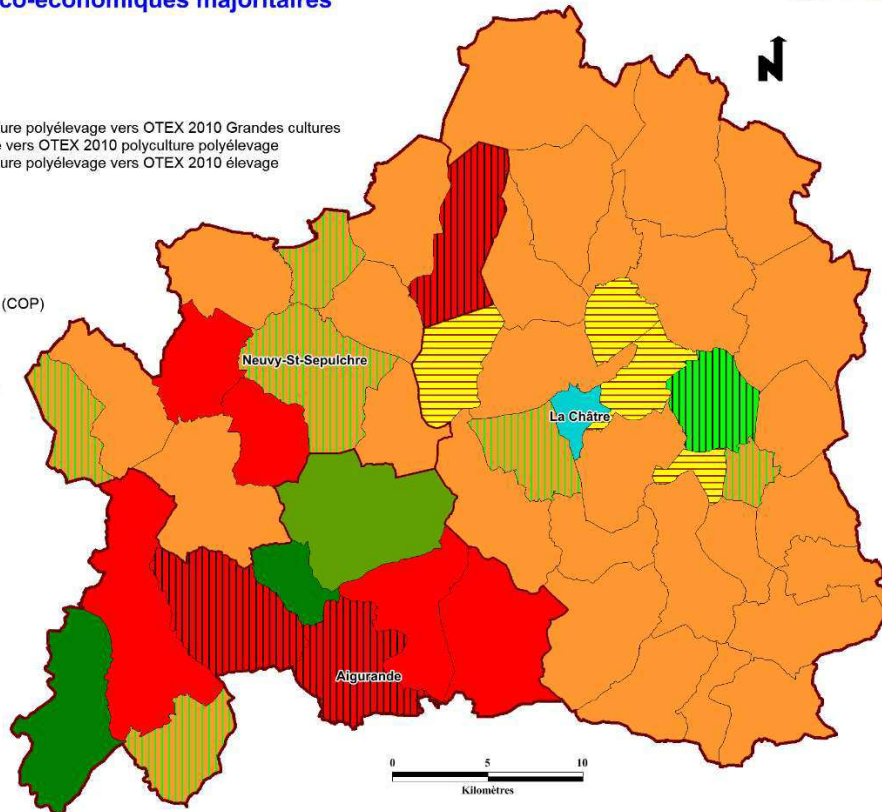 co-économiques majoritaires
N
ure polyélevage vers OTEX 2010 Grandes cultures
e vers OTEX 2010 polyculture polyélevage
ure polyélevage vers OTEX 2010 élevage
(COP)
Neuvy-St-Sepulchre
La Châtre
Aigurande
0 5 10
Kilomètres